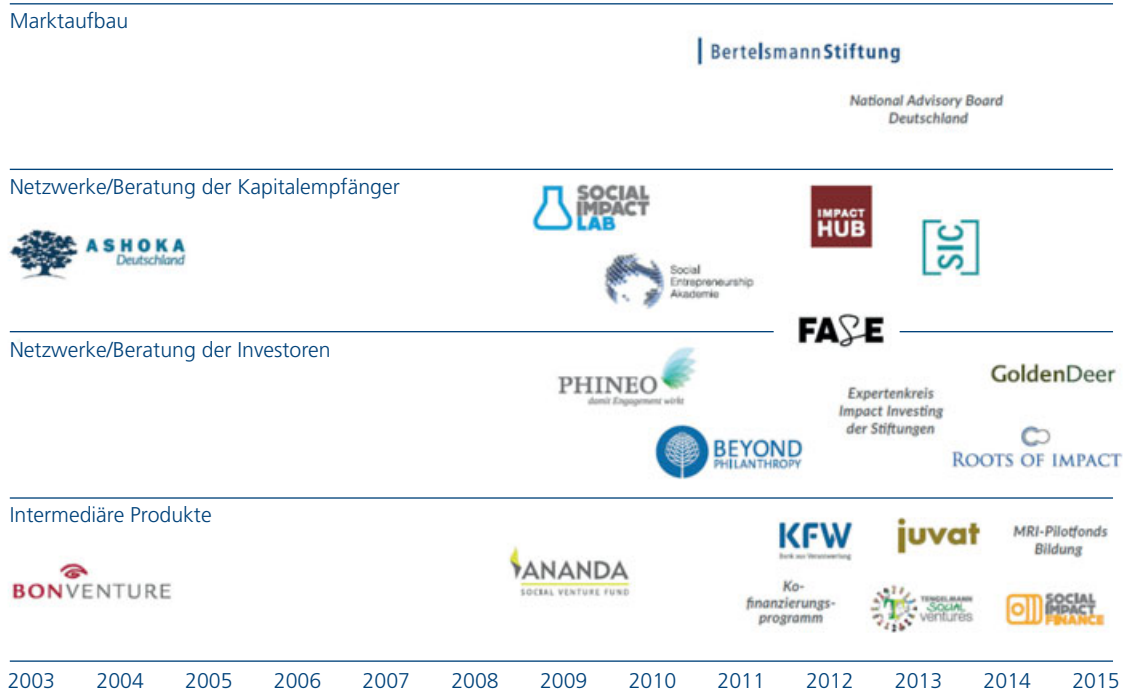 Marktaufbau
BertelsmannStiftung
National Advisory Board
Deutschland
Netzwerke/Beratung der Kapitalempfänger
ASHOKA
Deutschland
SOCIAL
IMPACT
LAB
Social
Entrepreneurship
Akademie
IMPACT
HUB
SIC
FASE
Netzwerke/Beratung der Investoren
PHINEO
damit Engagement wirkt
BEYOND
PHILANTHROPY
Expertenkreis
Impact Investing
der Stiftungen
GoldenDeer
ROOTS OF IMPACT
Intermediäre Produkte
BONVENTURE
ANANDA
SOCIAL VENTURE FUND
KFW
Bank aus Verantwortung
Ko-
finanzierungs-
programm
juvat
TENGELMANN
SOCIAL
ventures
MRI-Pilotfonds
Bildung
SOCIAL
IMPACT
FINANCE
2003 2004 2005 2006 2007 2008 2009 2010 2011 2012 2013 2014 2015